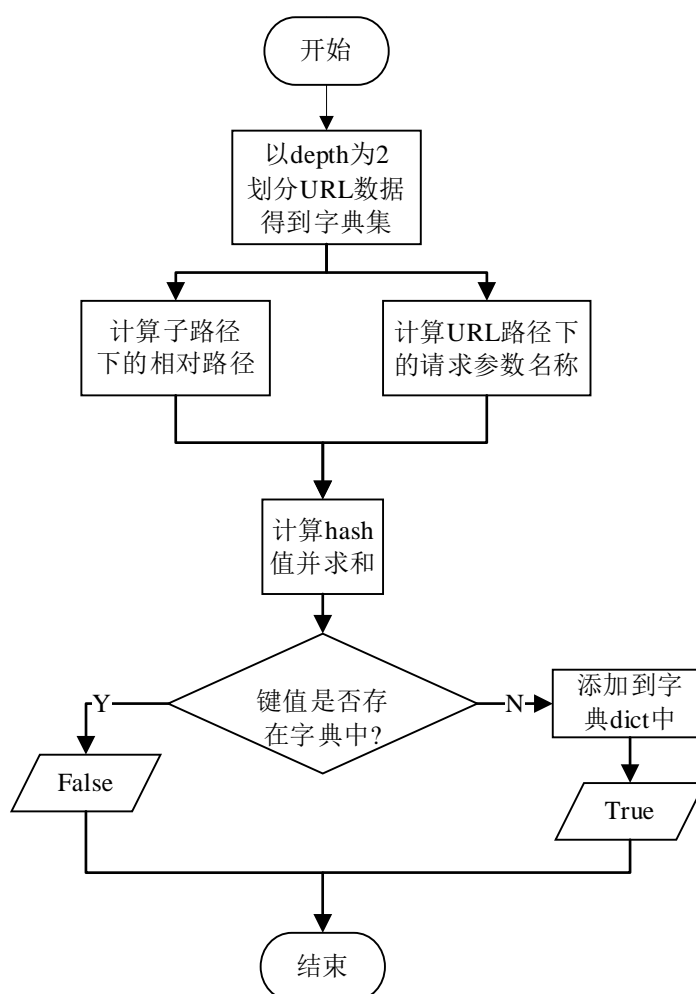 开始
以depth为2
划分URL数据
得到字典集
计算子路径
下的相对路径
计算URL路径下
的请求参数名称
计算hash
值并求和
键值是否存
在字典中?
Y
N
添加到字
典dict中
False
True
结束